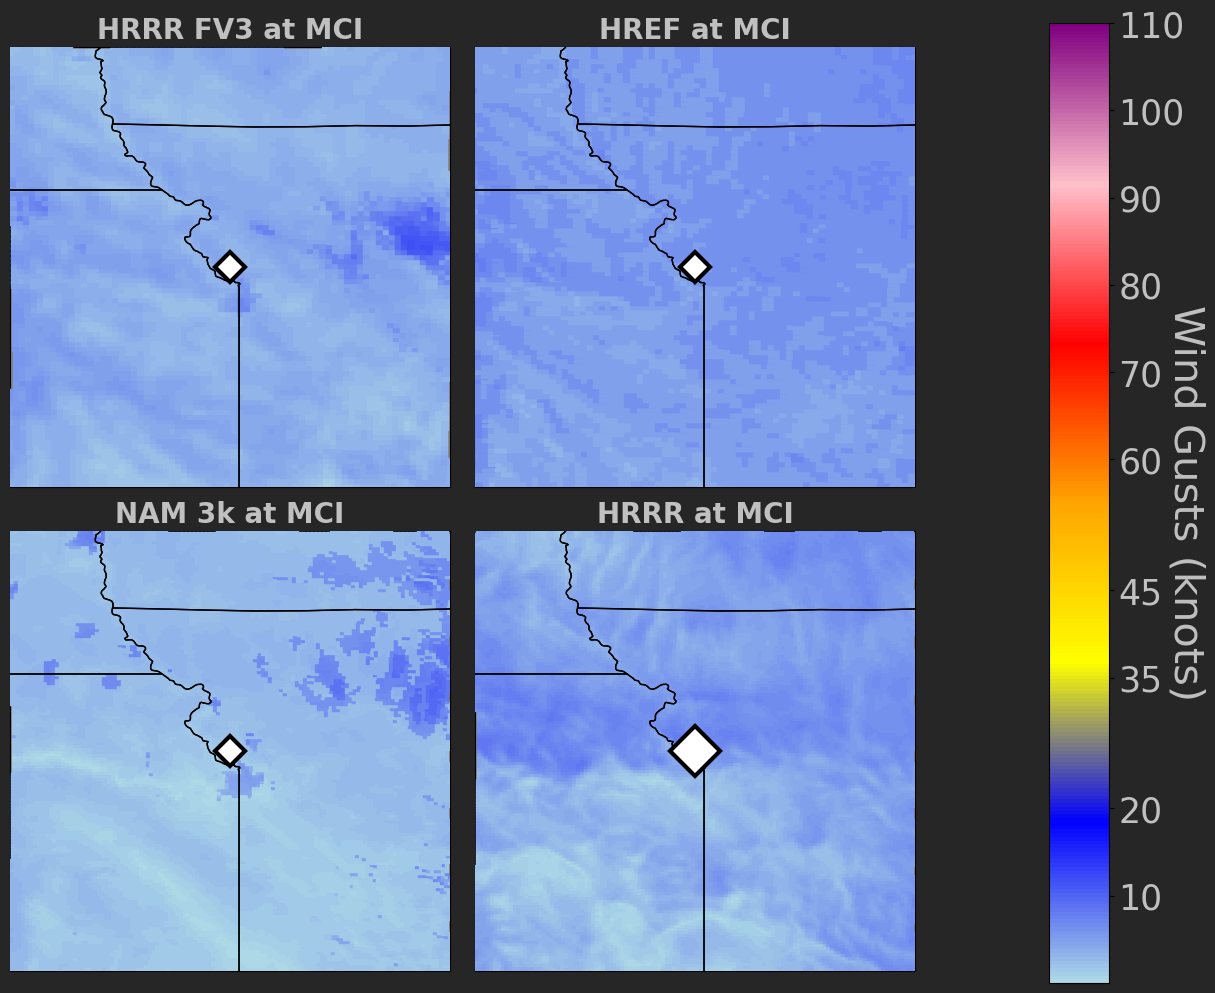 HRRR FV3 at MCI
HREF at MCI
NAM 3k at MCI
HRRR at MCI
110
100
90
80
70
60
45
35
20
10
Wind Gusts (knots)